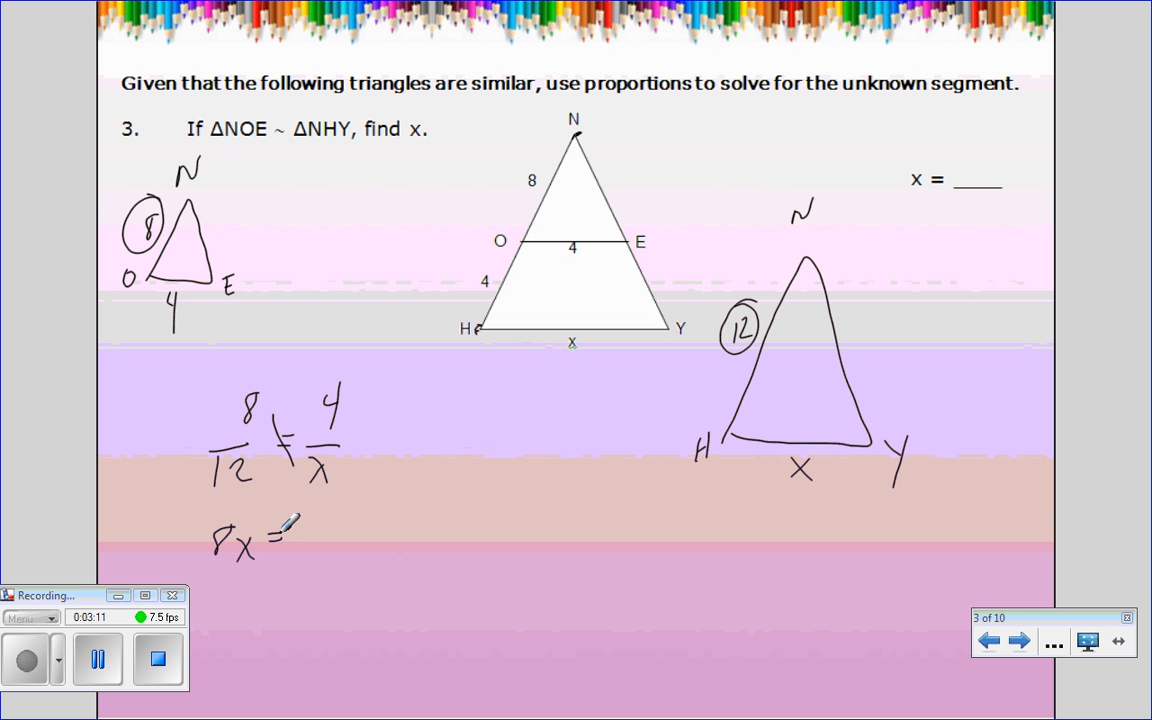 Given that the following triangles are similar, use proportions to solve for the unknown segment.
3. If ΔNOE ~ ΔNHY, find x.
x = ____
N
8
O
E
4
4
H
Y
x
N
8
O
E
4
N
12
H
Y
X
8/12 = 4/x
8x =
Recording...
Menu
0:03:11
7.5 fps
3 of 10
...